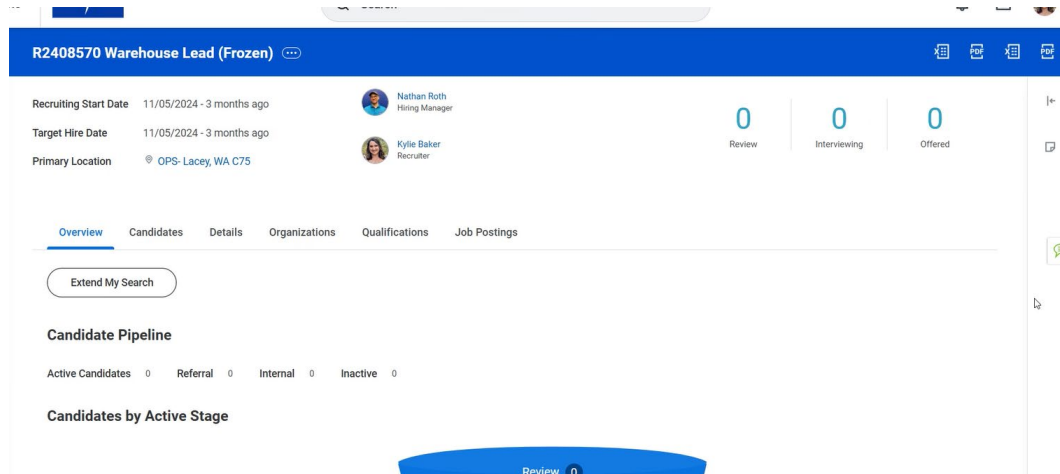 Search
R2408570 Warehouse Lead (Frozen)
PDF
PDF
Recruiting Start Date 11/05/2024 - 3 months ago
Target Hire Date 11/05/2024 - 3 months ago
Primary Location OPS- Lacey, WA C75
Nathan Roth
Hiring Manager
Kylie Baker
Recruiter
0 0 0
Review Interviewing Offered
Overview Candidates Details Organizations Qualifications Job Postings
Extend My Search
Candidate Pipeline
Active Candidates 0 Referral 0 Internal 0 Inactive 0
Candidates by Active Stage
Review 0